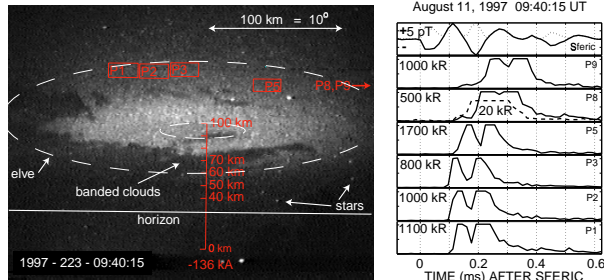 100 km = 10°
P1
P2
P5
P8,P9
100 km
70 km
60 km
50 km
40 km
elve
banded clouds
stars
horizon
0 km
1997 - 223 - 09:40:15
-136 kA
August 11, 1997 09:40:15 UT
+5 pT
-
Sferic
1000 kR
P9
500 kR
P8
20 kR
1700 kR
P5
800 kR
P3
1000 kR
P2
1100 kR
P1
0 0.2 0.4 0.6
TIME (ms) AFTER SFERIC